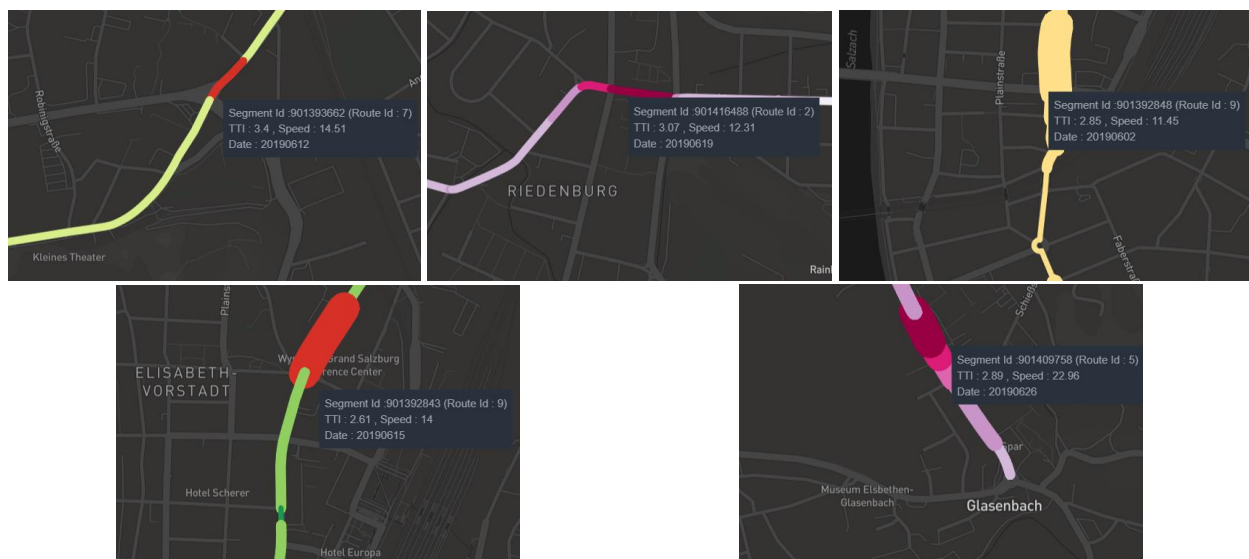 Robinigstraße
Segment Id :901393662 (Route Id : 7)
TTI : 3.4 , Speed : 14.51
Date : 20190612
Kleines Theater
Segment Id :901416488 (Route Id : 2)
TTI : 3.07 , Speed : 12.31
Date : 20190619
RIEDENBURG
Salzach
Plainstraße
Segment Id :901392848 (Route Id : 9)
TTI : 2.85 , Speed : 11.45
Date : 20190602
ELISABETH-
VORSTADT
Grand Salzburg
Segment Id :901392843 (Route Id : 9)
TTI : 2.61 , Speed : 14
Date : 20190615
Hotel Scherer
Hotel Europa
Segment Id :901409758 (Route Id : 5)
TTI : 2.89 , Speed : 22.96
Date : 20190626
Museum Elsbethen-
Glasenbach
Glasenbach